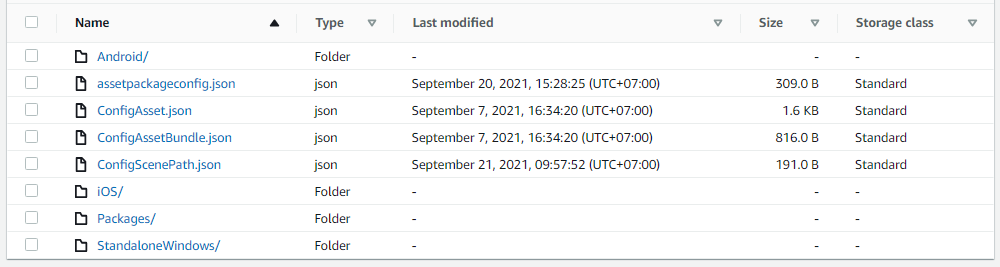 Name Type Last modified Size Storage class
Android/ Folder - - -
assetpackageconfig.json json September 20, 2021, 15:28:25 (UTC+07:00) 309.0 B Standard
ConfigAsset.json json September 7, 2021, 16:34:20 (UTC+07:00) 1.6 KB Standard
ConfigAssetBundle.json json September 7, 2021, 16:34:20 (UTC+07:00) 816.0 B Standard
ConfigScenePath.json json September 21, 2021, 09:57:52 (UTC+07:00) 191.0 B Standard
iOS/ Folder - - -
Packages/ Folder - - -
StandaloneWindows/ Folder - - -